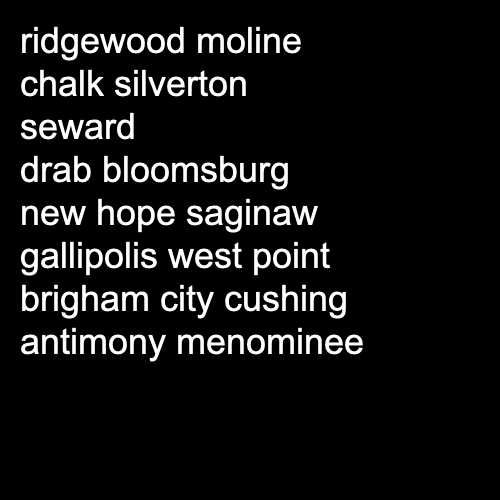 ridgewood moline
chalk silverton
seward
drab bloomsburg
new hope saginaw
gallipolis west point
brigham city cushing
antimony menominee